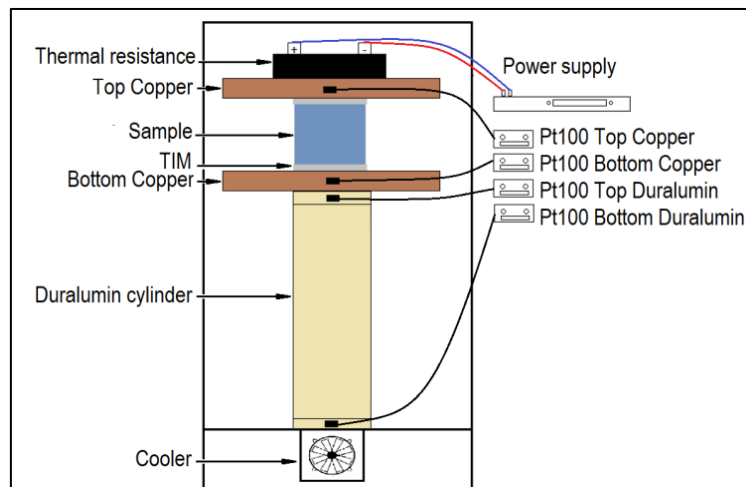 Thermal resistance
+
-
Top Copper
Power supply
Sample
Pt100 Top Copper
TIM
Pt100 Bottom Copper
Bottom Copper
Pt100 Top Duralumin
Pt100 Bottom Duralumin
Duralumin cylinder
Cooler